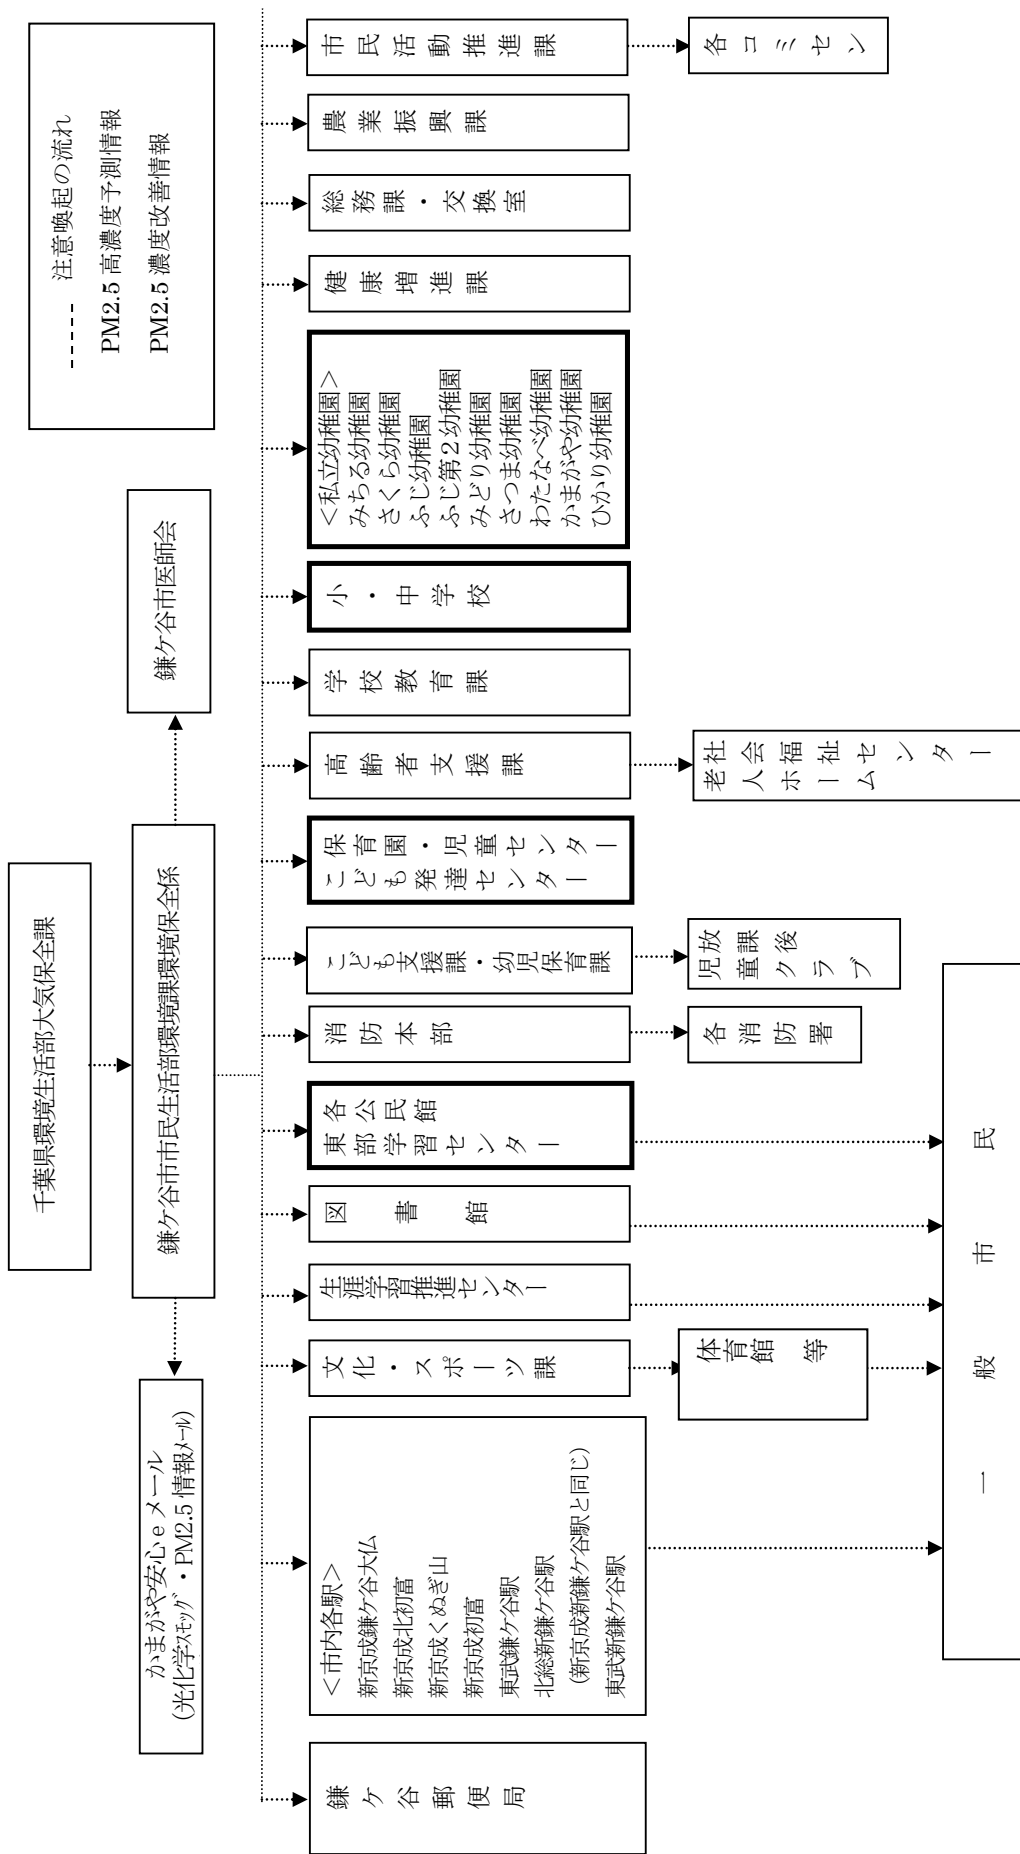 千葉県環境生活部大気保全課
鎌ケ谷市市民生活部環境課環境保全係
かまがや安心 e メール
(光化学ｽﾓｯｸﾞ・PM2.5 情報ﾒｰﾙ)
鎌ケ谷市医師会
----- 注意喚起の流れ
PM2.5 高濃度予測情報
PM2.5 濃度改善情報
鎌ケ谷郵便局
＜市内各駅＞
新京成鎌ケ谷大仏
新京成北初富
新京成くぬぎ山
新京成初富
東武鎌ケ谷駅
北総新鎌ケ谷駅
(新京成新鎌ケ谷駅と同じ)
東武新鎌ケ谷駅
文化・スポーツ課
生涯学習推進センター
図書館
各公民館
東部学習センター
消防本部
こども支援課・幼児保育課
保育園・児童センター
こども発達センター
高齢者支援課
学校教育課
小・中学校
＜私立幼稚園＞
みちる幼稚園
さくら幼稚園
ふじ幼稚園
ふじ第２幼稚園
みどり幼稚園
さつま幼稚園
わたなべ幼稚園
かまがや幼稚園
ひかり幼稚園
健康増進課
総務課・交換室
農業振興課
市民活動推進課
体育館　等
各消防署
放課後
児童クラブ
社会福祉センター
老人ホーム
各コミセン
一般市民